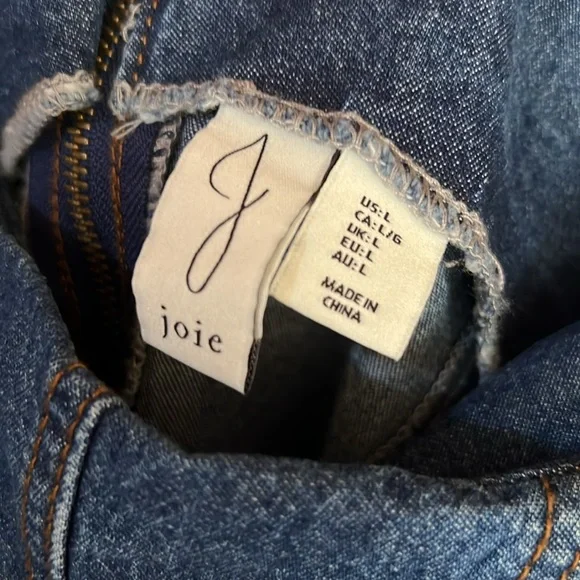 J
joie
US:L
CA:L/G
UK:L
EU:L
AU:L
MADE IN
CHINA